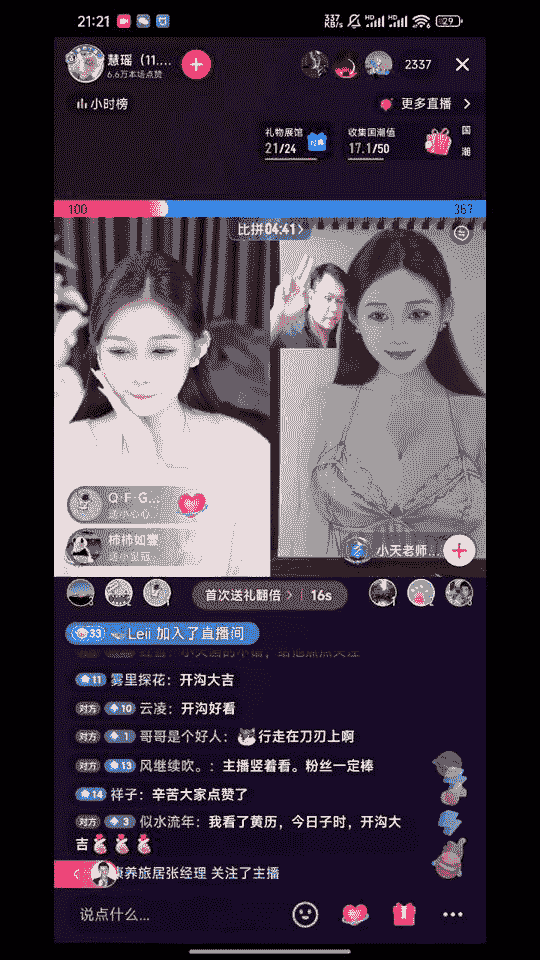 21:21
337 KB/s HD HD 29
慧瑶（11....
6.6万本场点赞
2337
小时榜
更多直播
礼物展馆
21/24
收集国潮值
17.1/50
国潮
100
367
比拼04:41
Q·F·G...
送小心心
柿柿如意
小天老师...
首次送礼翻倍 16s
33 Leii 加入了直播间
11 雾里探花：开沟大吉
对方 10 云凌：开沟好看
对方 1 哥哥是个好人：行走在刀刃上啊
对方 13 风继续吹。：主播竖着看。粉丝一定棒
14 祥子：辛苦大家点赞了
对方 3 似水流年：我看了黄历，今日子时，开沟大
吉
养旅居张经理 关注了主播
说点什么...